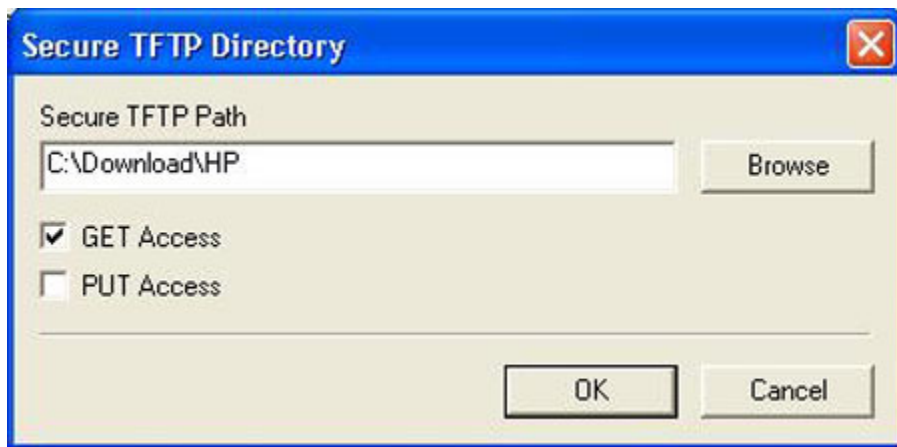 Secure TFTP Directory
Secure TFTP Path
C:\Download\HP
Browse
GET Access
PUT Access
OK
Cancel